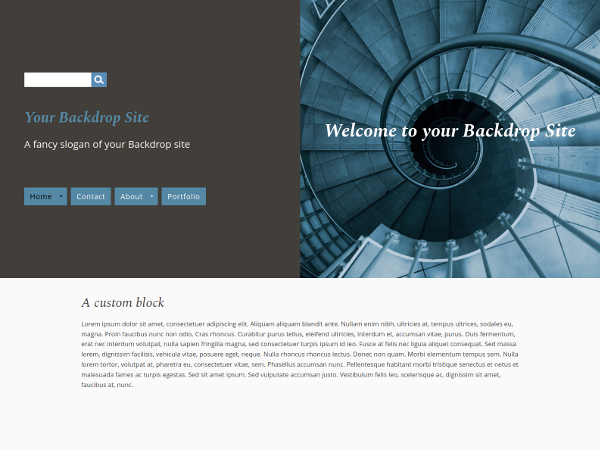 Your Backdrop Site
A fancy slogan of your Backdrop site
Home
Contact
About
Portfolio
Welcome to your Backdrop Site
A custom block
Lorem ipsum dolor sit amet, consectetuer adipiscing elit. Aliquam aliquam blandit ante. Nullam enim nibh, ultricies at, tempus ultrices, sodales eu,
magna. Proin faucibus nunc non odio. Cras rhoncus. Curabitur purus tellus, eleifend ultricies, interdum et, accumsan vitae, purus. Duis fermentum,
erat nec interdum volutpat, nulla sapien fringilla magna, sed consectetuer turpis ipsum id leo. Fusce at felis nec ligula aliquet consequat. Sed massa
lorem, dignissim facilisis, vehicula vitae, posuere eget, neque. Nulla rhoncus rhoncus lectus. Donec non quam. Morbi elementum tempus sem. Nulla
lorem tortor, volutpat at, pharetra eu, consectetuer vitae, sem. Phasellus accumsan nunc. Pellentesque habitant morbi tristique senectus et netus et
malesuada fames ac turpis egestas. Sed sit amet ipsum. Sed vulputate accumsan justo. Vestibulum felis leo, scelerisque ac, dignissim sit amet,
faucibus at, nunc.